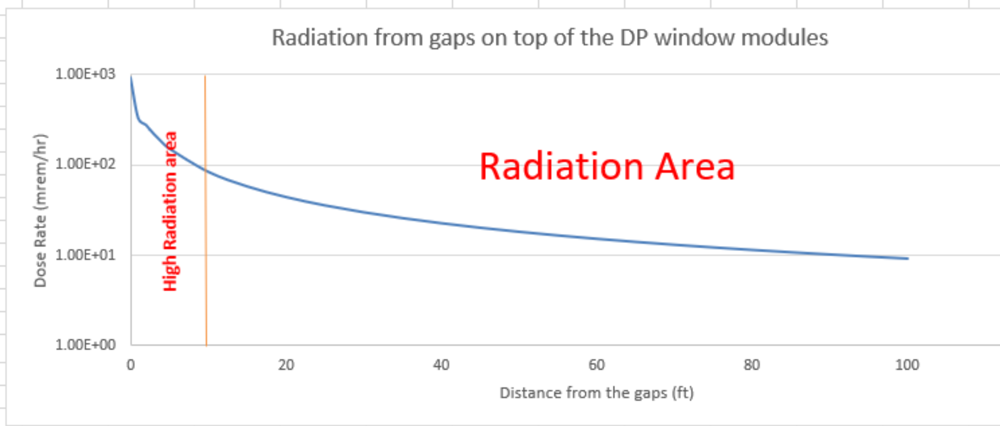 Radiation from gaps on top of the DP window modules
1.00E+03
1.00E+02
1.00E+01
1.00E+00
Dose Rate (mrem/hr)
High Radiation area
Radiation Area
0 20 40 60 80 100
Distance from the gaps (ft)